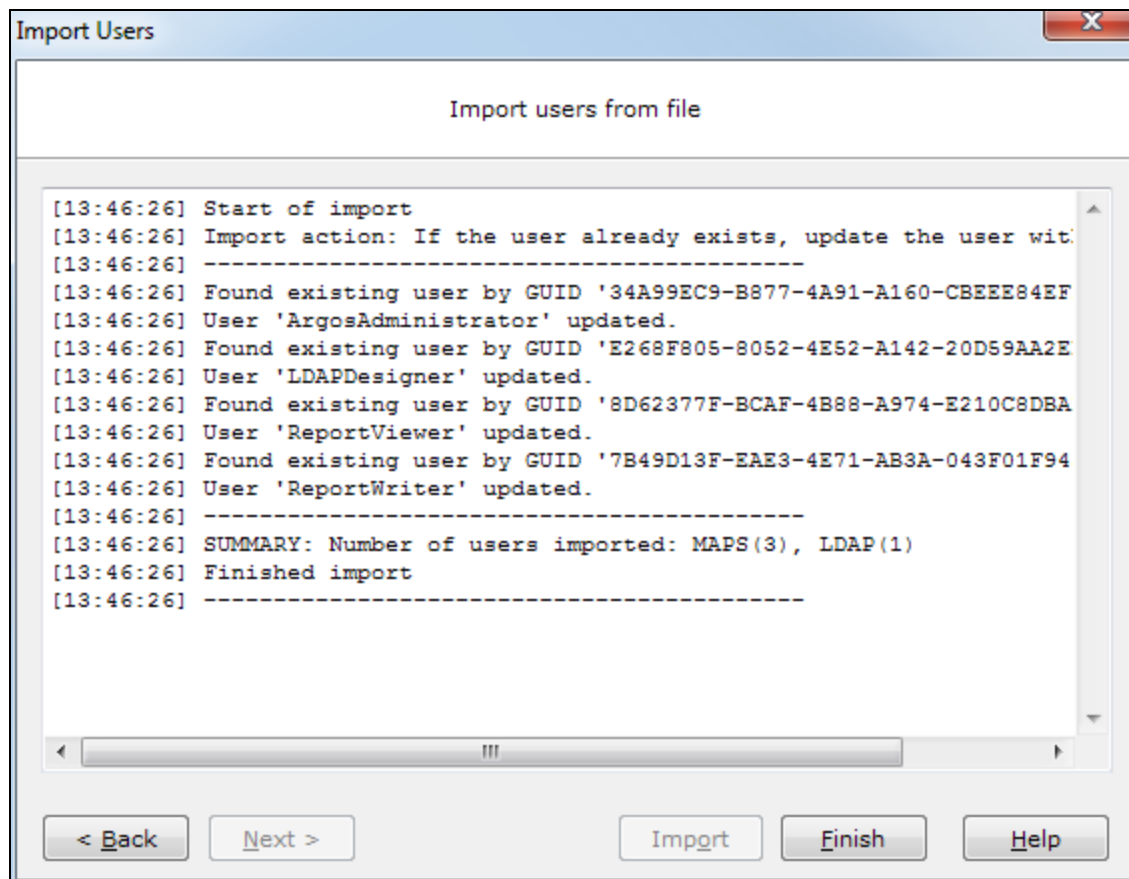 Import Users
Import users from file
[13:46:26] Start of import
[13:46:26] Import action: If the user already exists, update the user wit
[13:46:26] -------------------------------------------
[13:46:26] Found existing user by GUID '34A99EC9-B877-4A91-A160-CBEEE84EF
[13:46:26] User 'ArgosAdministrator' updated.
[13:46:26] Found existing user by GUID 'E268F805-8052-4E52-A142-20D59AA2E
[13:46:26] User 'LDAPDesigner' updated.
[13:46:26] Found existing user by GUID '8D62377F-BCAF-4B88-A974-E210C8DBA
[13:46:26] User 'ReportViewer' updated.
[13:46:26] Found existing user by GUID '7B49D13F-EAE3-4E71-AB3A-043F01F94
[13:46:26] User 'ReportWriter' updated.
[13:46:26] -------------------------------------------
[13:46:26] SUMMARY: Number of users imported: MAPS(3), LDAP(1)
[13:46:26] Finished import
[13:46:26] -------------------------------------------
< Back Next > Import Finish Help